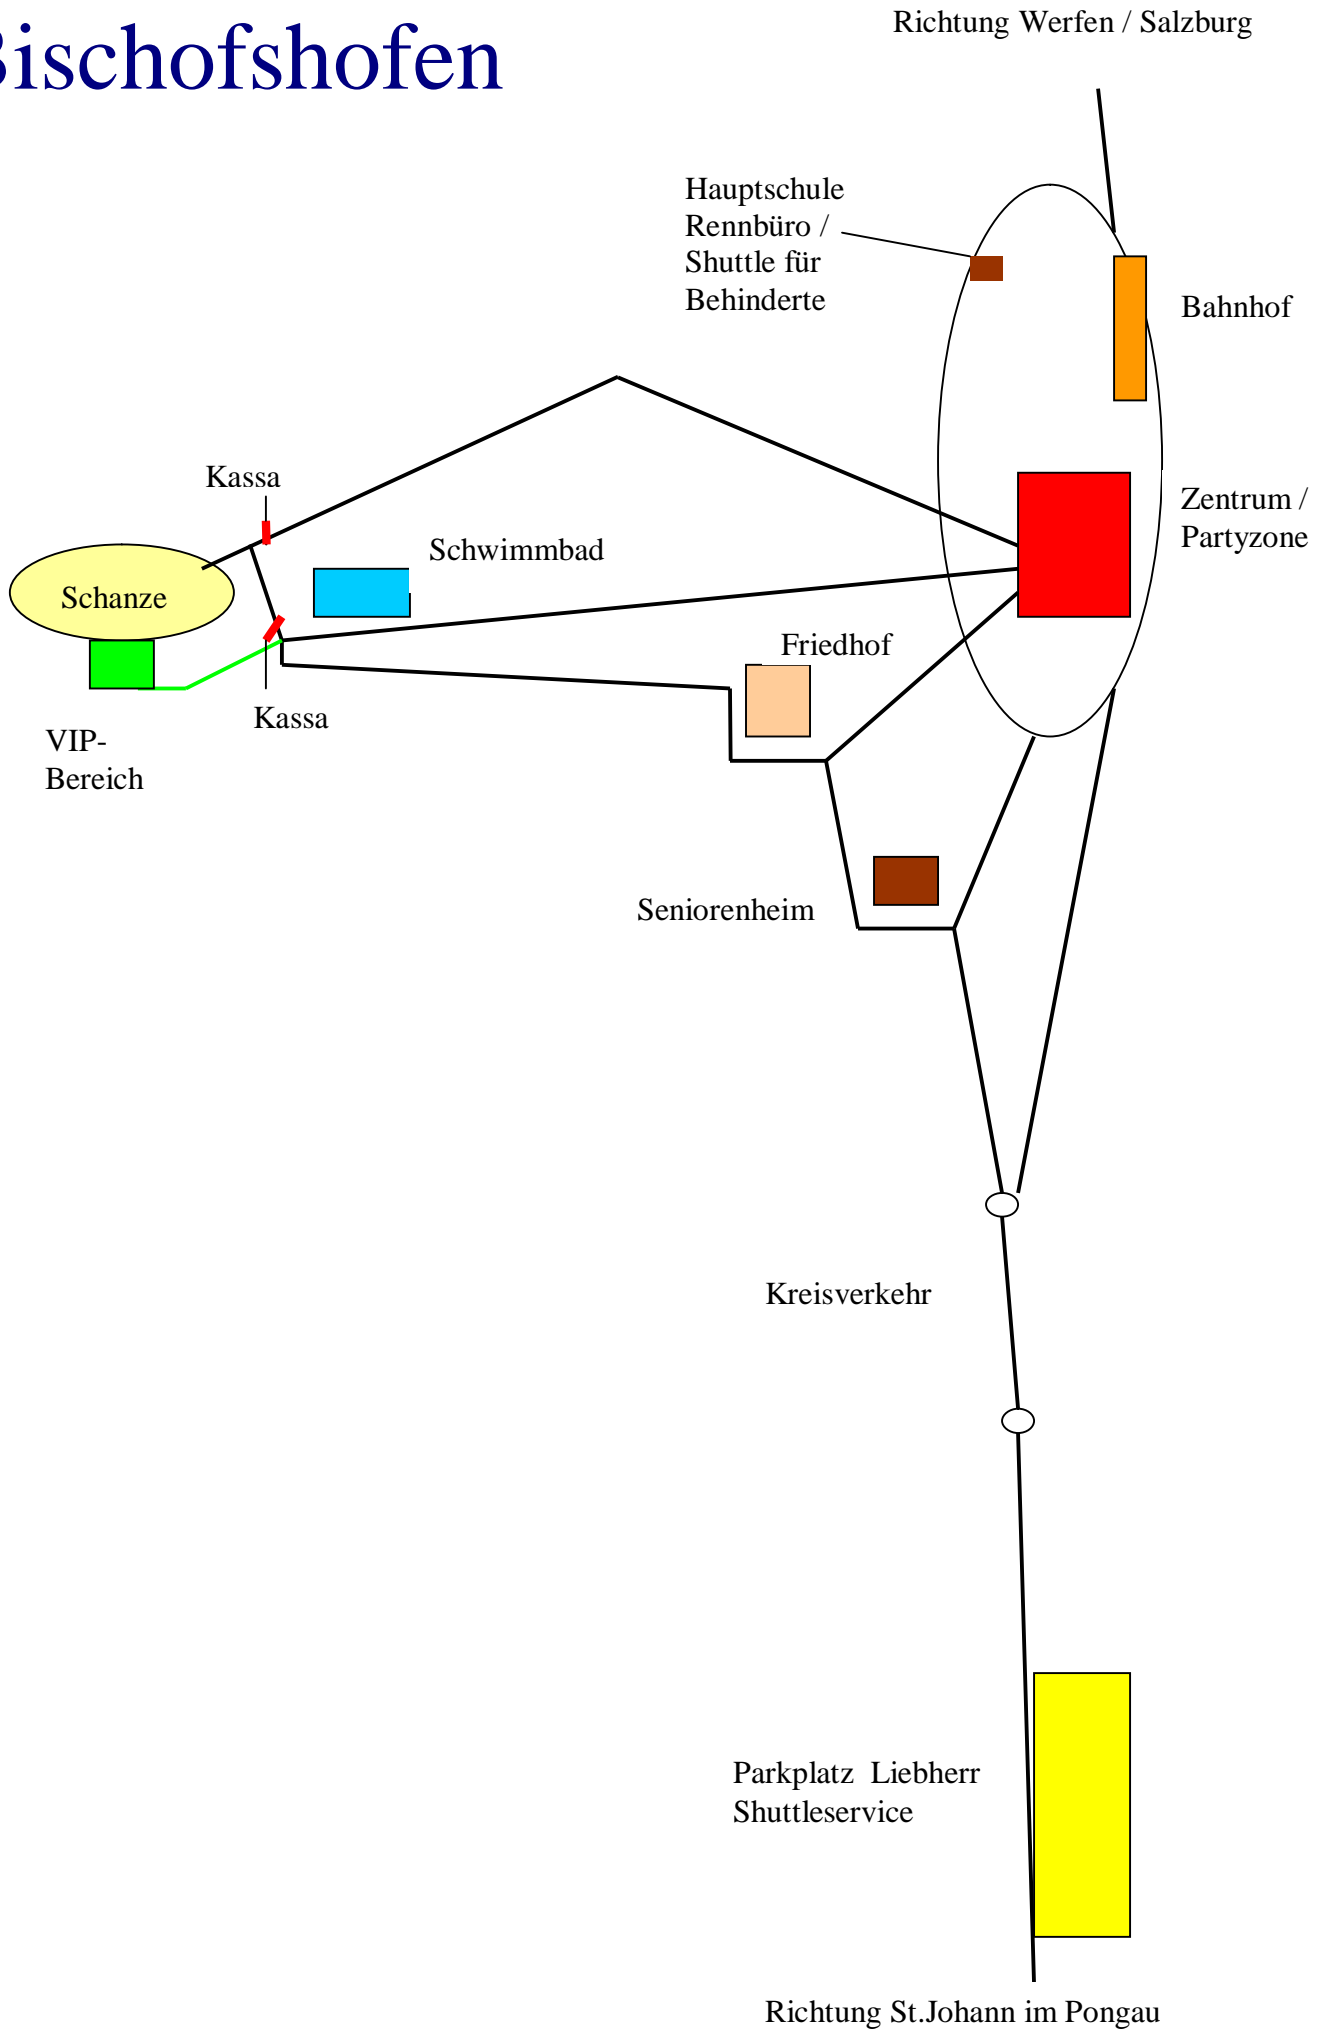 Richtung Werfen / Salzburg
Bischofshofen
Hauptschule
Rennbüro /
Shuttle für
Behinderte
Bahnhof
Kassa
Zentrum /
Partyzone
Schwimmbad
Schanze
Friedhof
Kassa
VIP-
Bereich
Seniorenheim
Kreisverkehr
Parkplatz Liebherr
Shuttleservice
Richtung St.Johann im Pongau